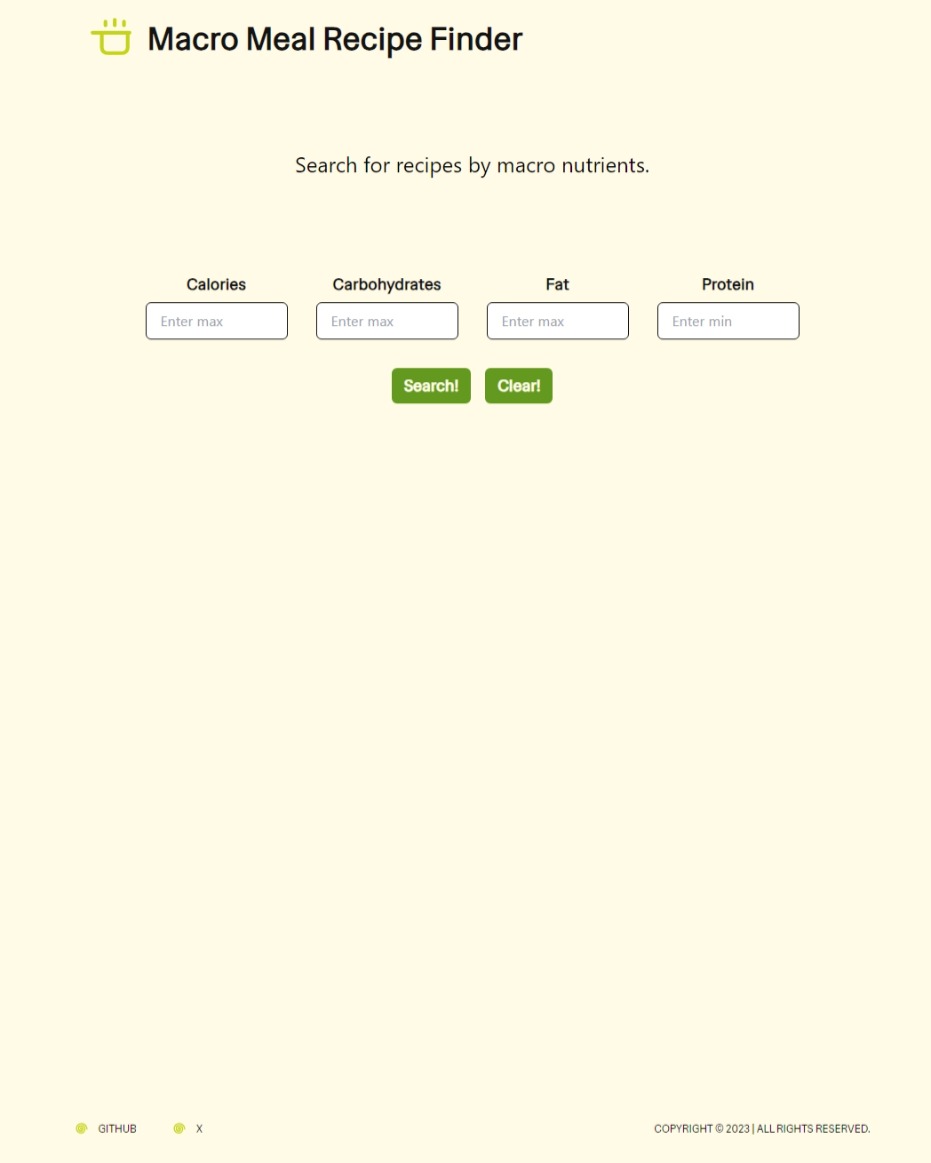 Macro Meal Recipe Finder
Search for recipes by macro nutrients.
Calories Carbohydrates Fat Protein
Enter max Enter max Enter max Enter min
Search! Clear!
GITHUB X COPYRIGHT © 2023 | ALL RIGHTS RESERVED.